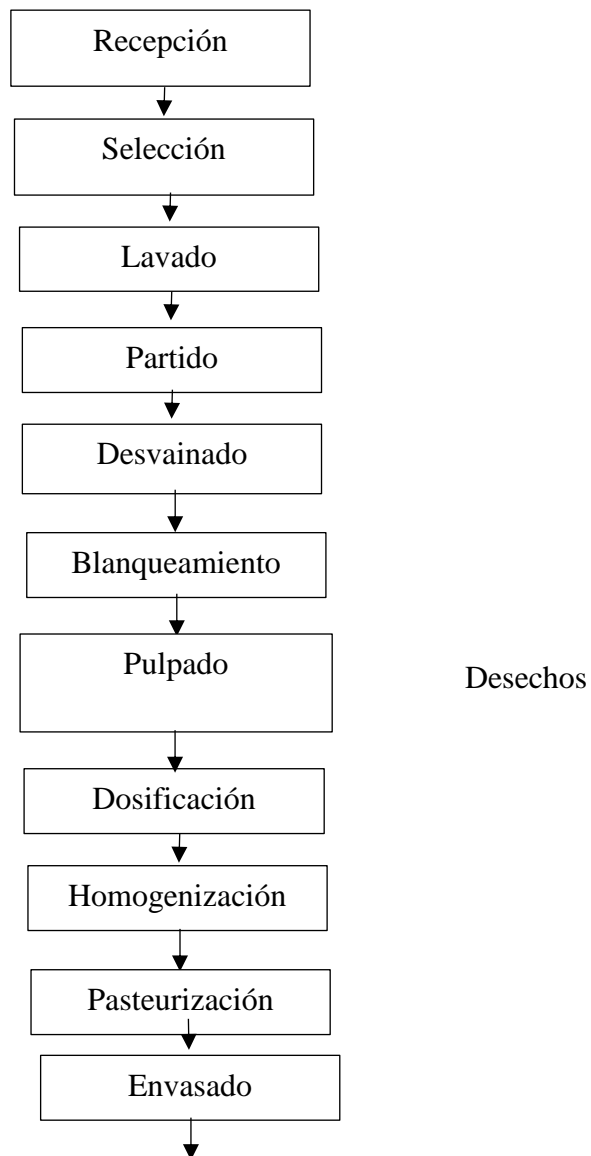 Recepción
Selección
Lavado
Partido
Desvainado
Blanqueamiento
Pulpado
Desechos
Dosificación
Homogenización
Pasteurización
Envasado